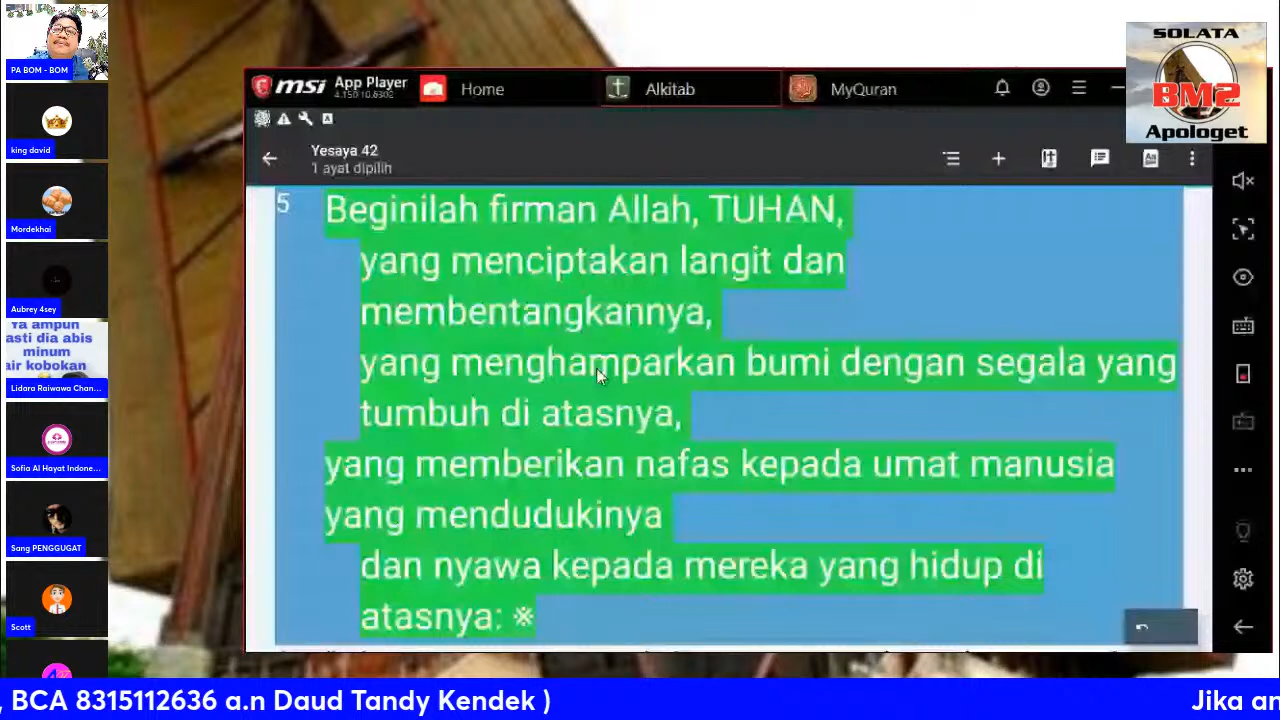 PA BOM - BOM
king david
Mordekhai
Aubrey 4sey
Ya ampun
asti dia abis
minum
air kobokan
Lidara Raiwawa Chan...
Sofia Al Hayat Indone...
Sang PENGGUGAT
Scott
SOLATA
BM2
Apologet
msi App Player
4.150.10.6302
Home
Alkitab
MyQuran
Yesaya 42
1 ayat dipilih
5 Beginilah firman Allah, TUHAN,
yang menciptakan langit dan
membentangkannya,
yang menghamparkan bumi dengan segala yang
tumbuh di atasnya,
yang memberikan nafas kepada umat manusia
yang mendudukinya
dan nyawa kepada mereka yang hidup di
atasnya: ※
, BCA 8315112636 a.n Daud Tandy Kendek )
Jika an